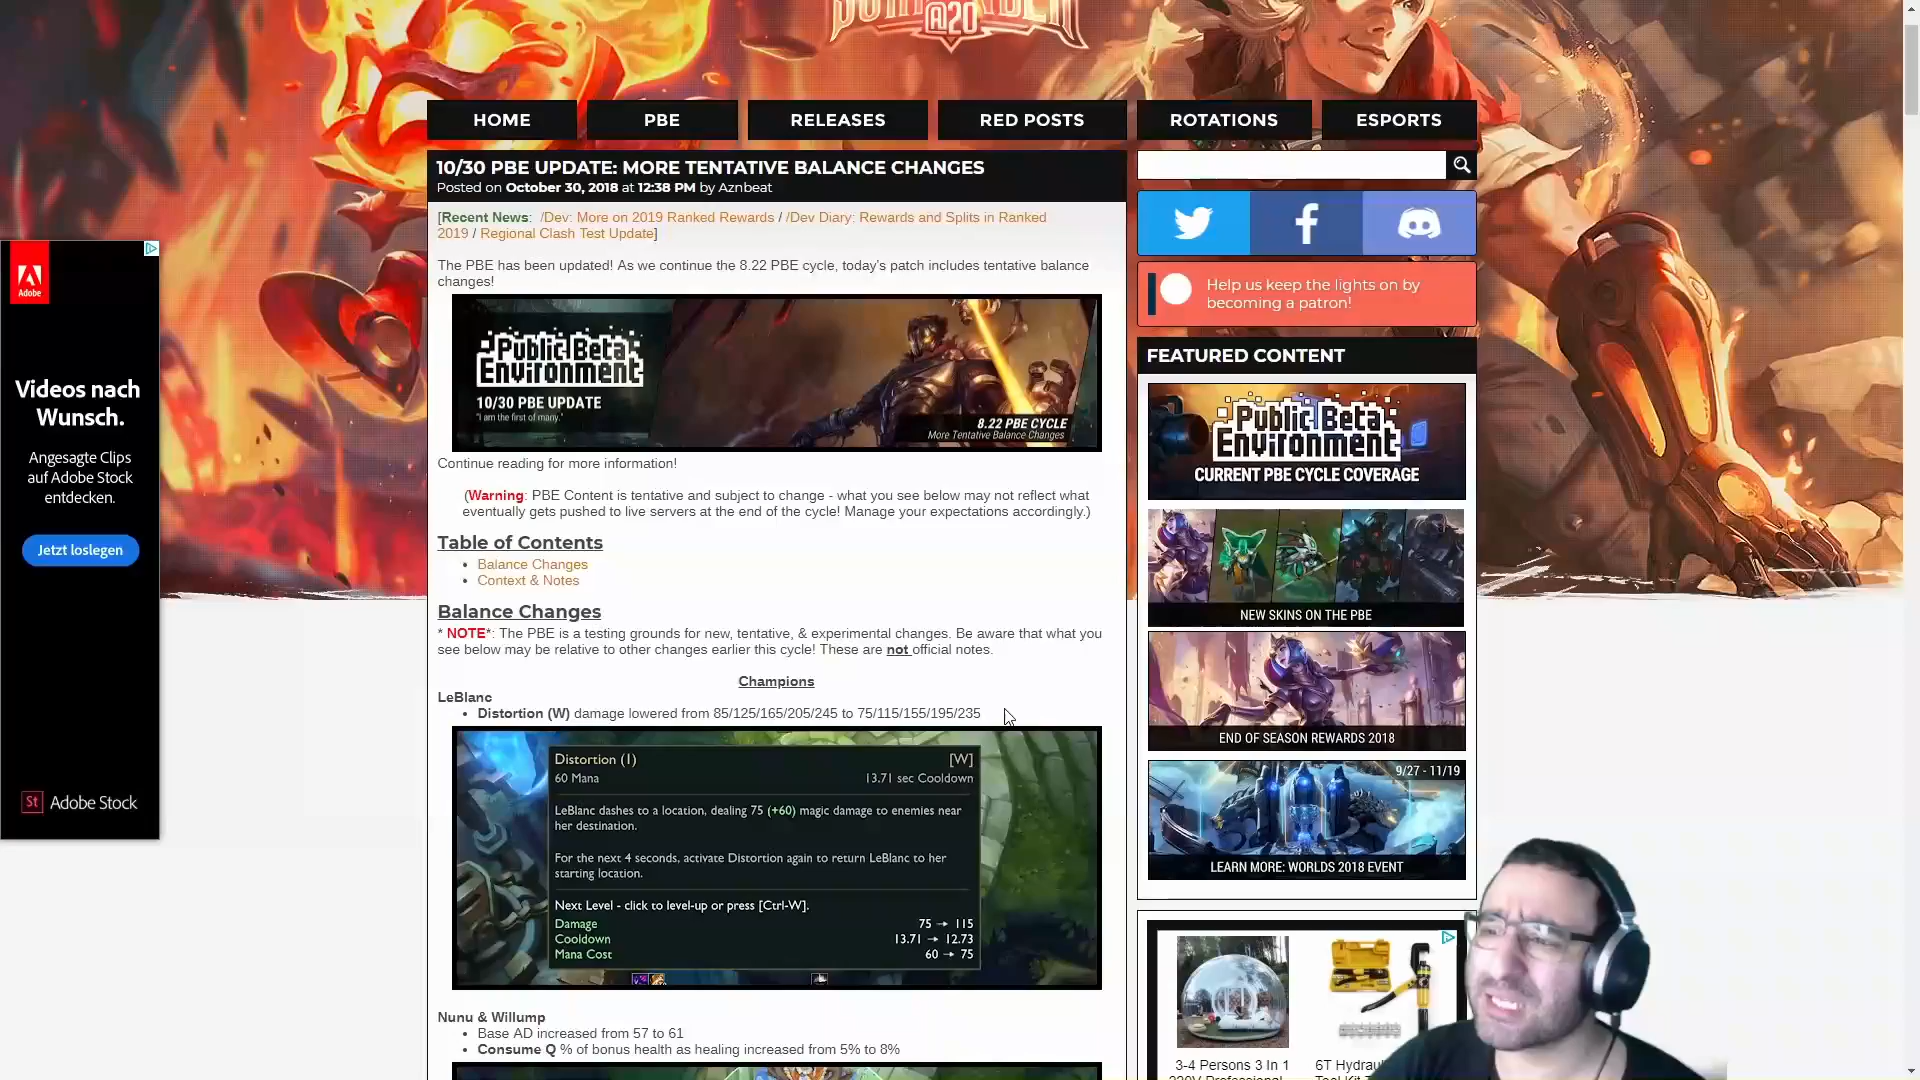 @20
HOME
PBE
RELEASES
RED POSTS
ROTATIONS
ESPORTS
10/30 PBE UPDATE: MORE TENTATIVE BALANCE CHANGES
Posted on October 30, 2018 at 12:38 PM by Aznbeat
[Recent News: /Dev: More on 2019 Ranked Rewards / /Dev Diary: Rewards and Splits in Ranked
2019 / Regional Clash Test Update]
The PBE has been updated! As we continue the 8.22 PBE cycle, today's patch includes tentative balance
changes!
Public Beta
Environment
10/30 PBE UPDATE
"I am the first of many."
8.22 PBE CYCLE
More Tentative Balance Changes
Continue reading for more information!
(Warning: PBE Content is tentative and subject to change - what you see below may not reflect what
eventually gets pushed to live servers at the end of the cycle! Manage your expectations accordingly.)
Table of Contents
• Balance Changes
• Context & Notes
Balance Changes
* NOTE*: The PBE is a testing grounds for new, tentative, & experimental changes. Be aware that what you
see below may be relative to other changes earlier this cycle! These are not official notes.
Champions
LeBlanc
• Distortion (W) damage lowered from 85/125/165/205/245 to 75/115/155/195/235
Distortion (1) [W]
60 Mana 13.71 sec Cooldown
LeBlanc dashes to a location, dealing 75 (+60) magic damage to enemies near
her destination.
For the next 4 seconds, activate Distortion again to return LeBlanc to her
starting location.
Next Level - click to level-up or press [Ctrl-W].
Damage 75 → 115
Cooldown 13.71 → 12.73
Mana Cost 60 → 75
Nunu & Willump
• Base AD increased from 57 to 61
• Consume Q % of bonus health as healing increased from 5% to 8%
Help us keep the lights on by
becoming a patron!
FEATURED CONTENT
Public Beta
Environment
CURRENT PBE CYCLE COVERAGE
NEW SKINS ON THE PBE
END OF SEASON REWARDS 2018
9/27 - 11/19
LEARN MORE: WORLDS 2018 EVENT
3-4 Persons 3 In 1
6T
Adobe
Videos nach
Wunsch.
Angesagte Clips
auf Adobe Stock
entdecken.
Jetzt loslegen
St Adobe Stock